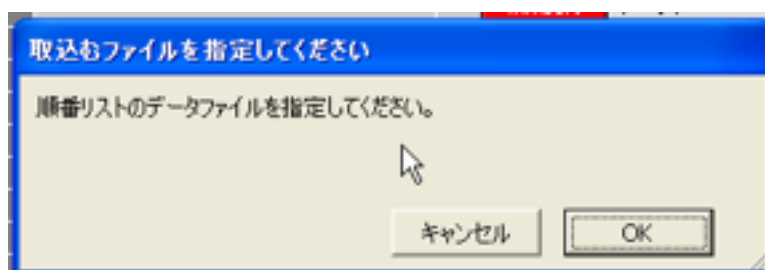 取込むファイルを指定してください
順番リストのデータファイルを指定してください。
キャンセル
OK